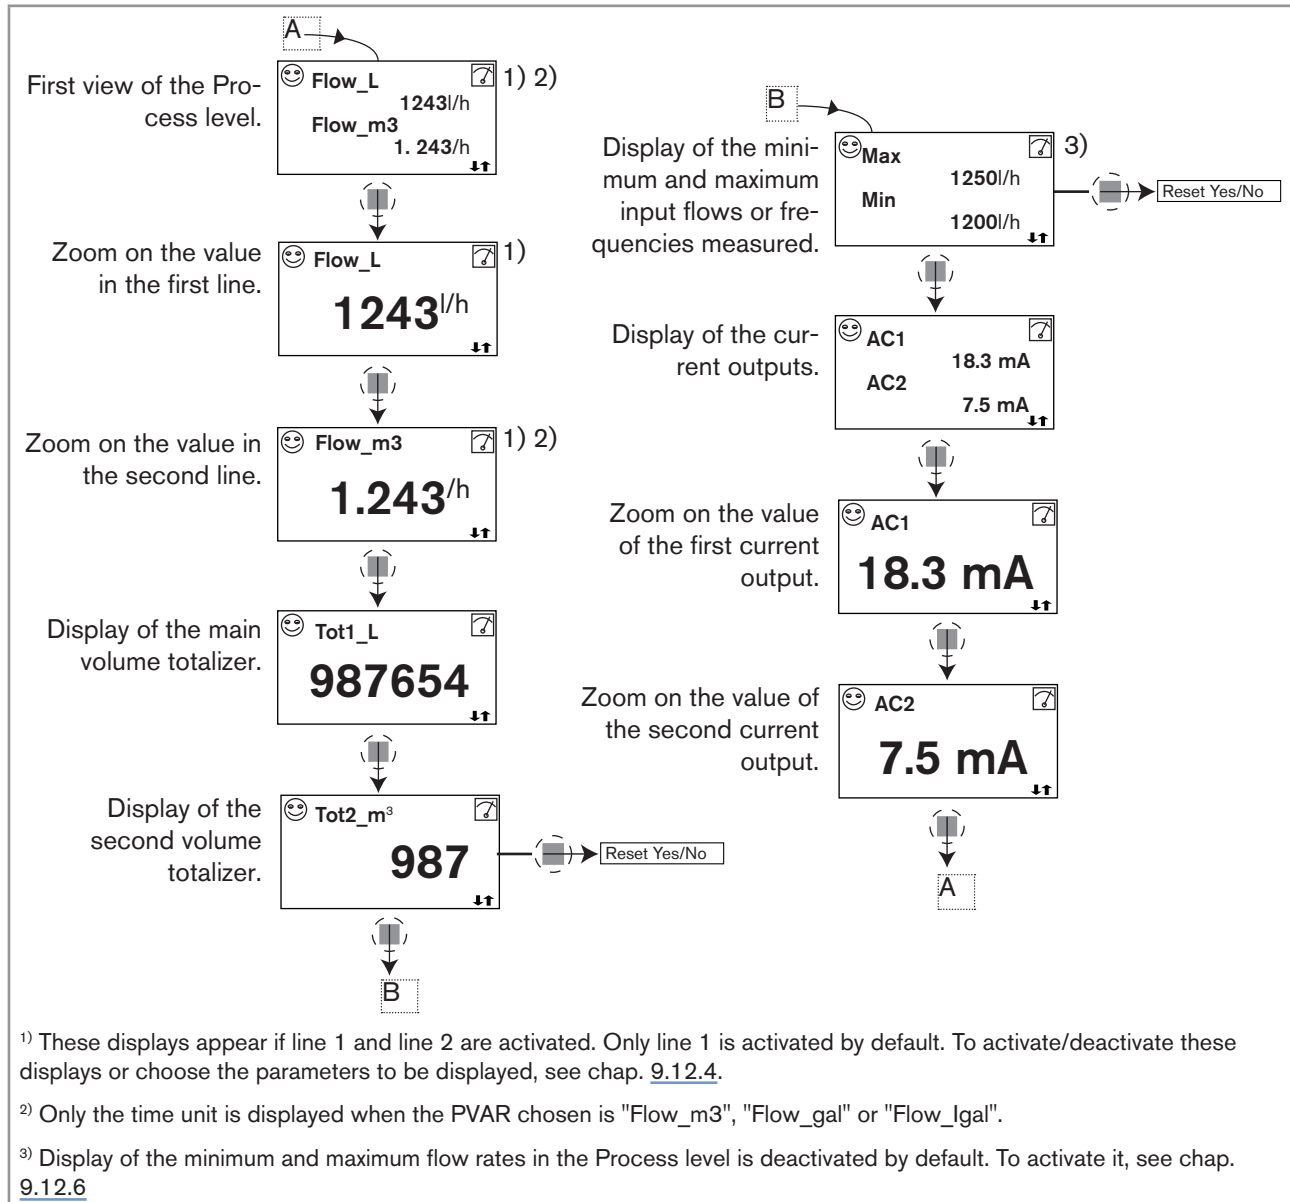 A
First view of the Pro-
cess level.
Flow_L
1243l/h
Flow_m3
1. 243/h
1) 2)
Zoom on the value
in the first line.
Flow_L
1243l/h
1)
Zoom on the value in
the second line.
Flow_m3
1.243/h
1) 2)
Display of the main
volume totalizer.
Tot1_L
987654
Display of the
second volume
totalizer.
Tot2_m³
987
Reset Yes/No
B
B
Display of the mini-
mum and maximum
input flows or fre-
quencies measured.
Max
1250l/h
Min
1200l/h
3)
Reset Yes/No
Display of the cur-
rent outputs.
AC1
18.3 mA
AC2
7.5 mA
Zoom on the value
of the first current
output.
AC1
18.3 mA
Zoom on the value of
the second current
output.
AC2
7.5 mA
A
1) These displays appear if line 1 and line 2 are activated. Only line 1 is activated by default. To activate/deactivate these
displays or choose the parameters to be displayed, see chap. 9.12.4.
2) Only the time unit is displayed when the PVAR chosen is "Flow_m3", "Flow_gal" or "Flow_Igal".
3) Display of the minimum and maximum flow rates in the Process level is deactivated by default. To activate it, see chap.
9.12.6